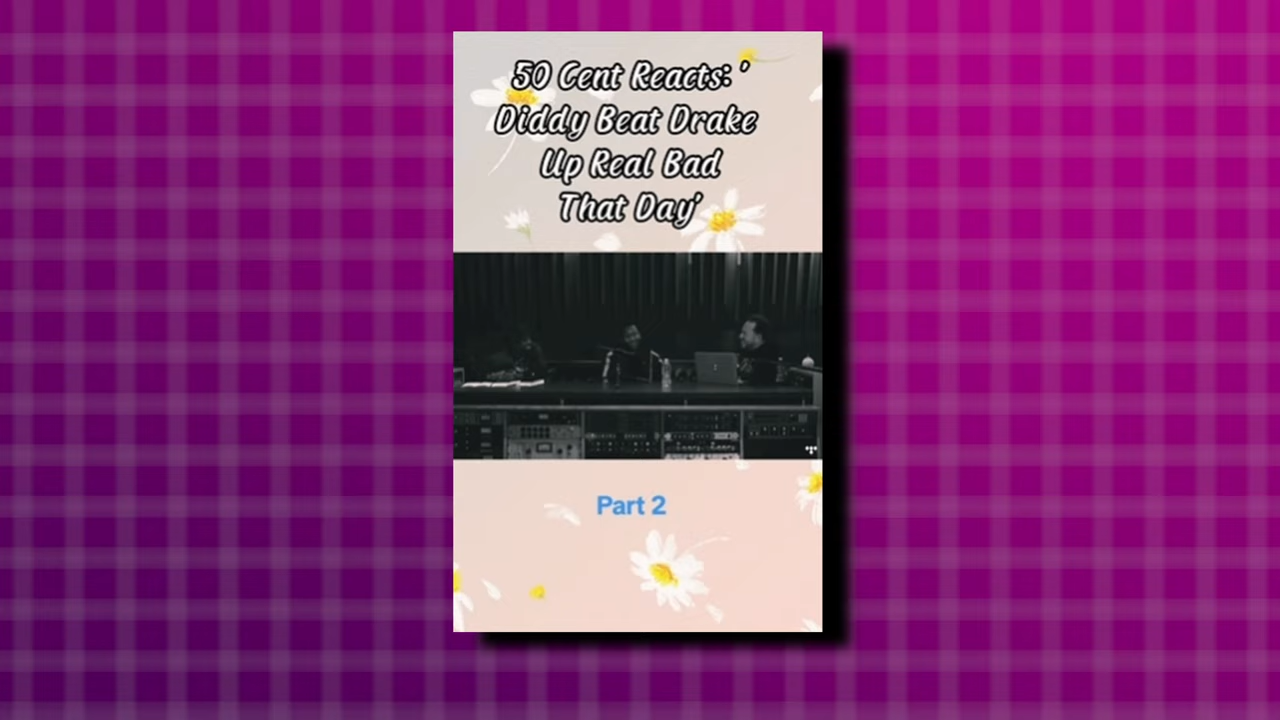 50 Cent Reacts: '
Diddy Beat Drake
Up Real Bad
That Day'
Part 2